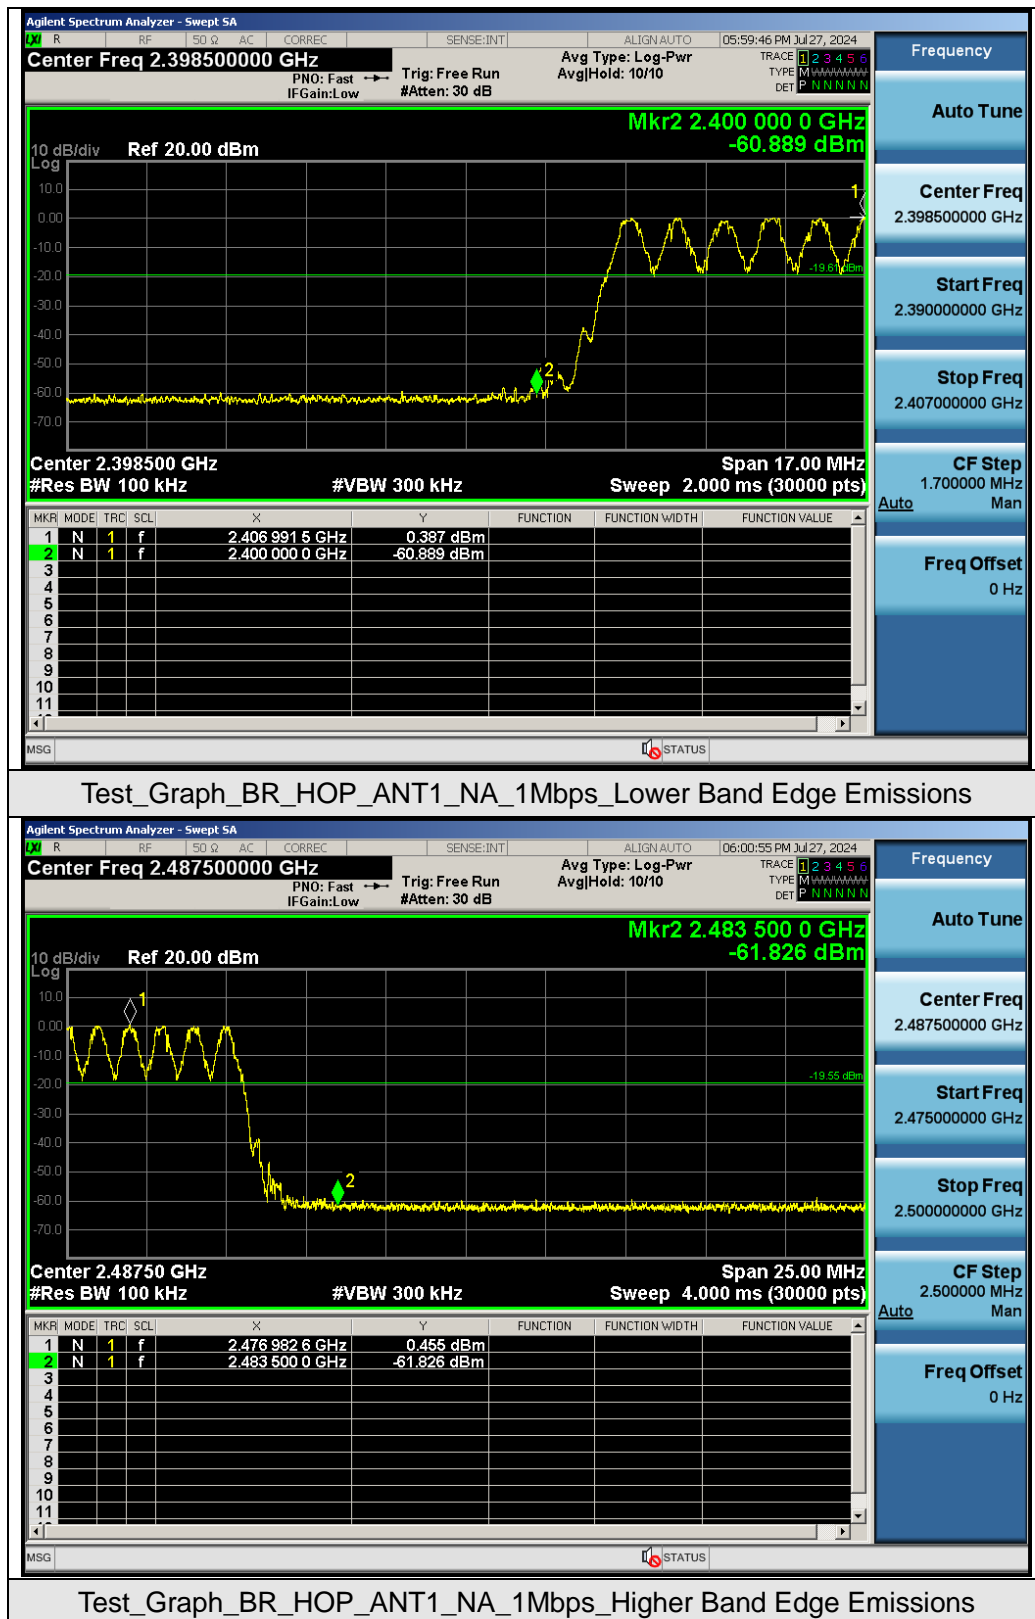 Agilent Spectrum Analyzer - Swept SA
LXI R RF 50 Ω AC CORREC SENSE:INT ALIGN AUTO 05:59:46 PM Jul 27, 2024
Center Freq 2.398500000 GHz
PNO: Fast
IFGain:Low
Trig: Free Run
#Atten: 30 dB
Avg Type: Log-Pwr
Avg|Hold: 10/10
TRACE 1 2 3 4 5 6
TYPE M
DET P N N N N N
Mkr2 2.400 000 0 GHz
-60.889 dBm
10 dB/div Ref 20.00 dBm
Log
10.0
0.00
-10.0
-20.0
-30.0
-40.0
-50.0
-60.0
-70.0
1
2
-19.61 dBm
Center 2.398500 GHz Span 17.00 MHz
#Res BW 100 kHz #VBW 300 kHz Sweep 2.000 ms (30000 pts)
MKR MODE TRC SCL X Y FUNCTION FUNCTION WIDTH FUNCTION VALUE
1 N 1 f 2.406 991 5 GHz 0.387 dBm
2 N 1 f 2.400 000 0 GHz -60.889 dBm
3
4
5
6
7
8
9
10
11
MSG STATUS
Frequency
Auto Tune
Center Freq
2.398500000 GHz
Start Freq
2.390000000 GHz
Stop Freq
2.407000000 GHz
CF Step
1.700000 MHz
Auto Man
Freq Offset
0 Hz
Test_Graph_BR_HOP_ANT1_NA_1Mbps_Lower Band Edge Emissions
Agilent Spectrum Analyzer - Swept SA
LXI R RF 50 Ω AC CORREC SENSE:INT ALIGN AUTO 06:00:55 PM Jul 27, 2024
Center Freq 2.487500000 GHz
PNO: Fast
IFGain:Low
Trig: Free Run
#Atten: 30 dB
Avg Type: Log-Pwr
Avg|Hold: 10/10
TRACE 1 2 3 4 5 6
TYPE M
DET P N N N N N
Mkr2 2.483 500 0 GHz
-61.826 dBm
10 dB/div Ref 20.00 dBm
Log
10.0
0.00
-10.0
-20.0
-30.0
-40.0
-50.0
-60.0
-70.0
1
2
-19.55 dBm
Center 2.48750 GHz Span 25.00 MHz
#Res BW 100 kHz #VBW 300 kHz Sweep 4.000 ms (30000 pts)
MKR MODE TRC SCL X Y FUNCTION FUNCTION WIDTH FUNCTION VALUE
1 N 1 f 2.476 982 6 GHz 0.455 dBm
2 N 1 f 2.483 500 0 GHz -61.826 dBm
3
4
5
6
7
8
9
10
11
MSG STATUS
Frequency
Auto Tune
Center Freq
2.487500000 GHz
Start Freq
2.475000000 GHz
Stop Freq
2.500000000 GHz
CF Step
2.500000 MHz
Auto Man
Freq Offset
0 Hz
Test_Graph_BR_HOP_ANT1_NA_1Mbps_Higher Band Edge Emissions